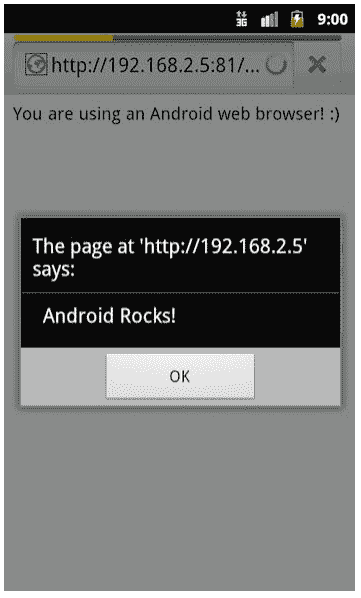 3G 9:00
http://192.168.2.5:81/...
You are using an Android web browser! :)
The page at 'http://192.168.2.5'
says:
Android Rocks!
OK